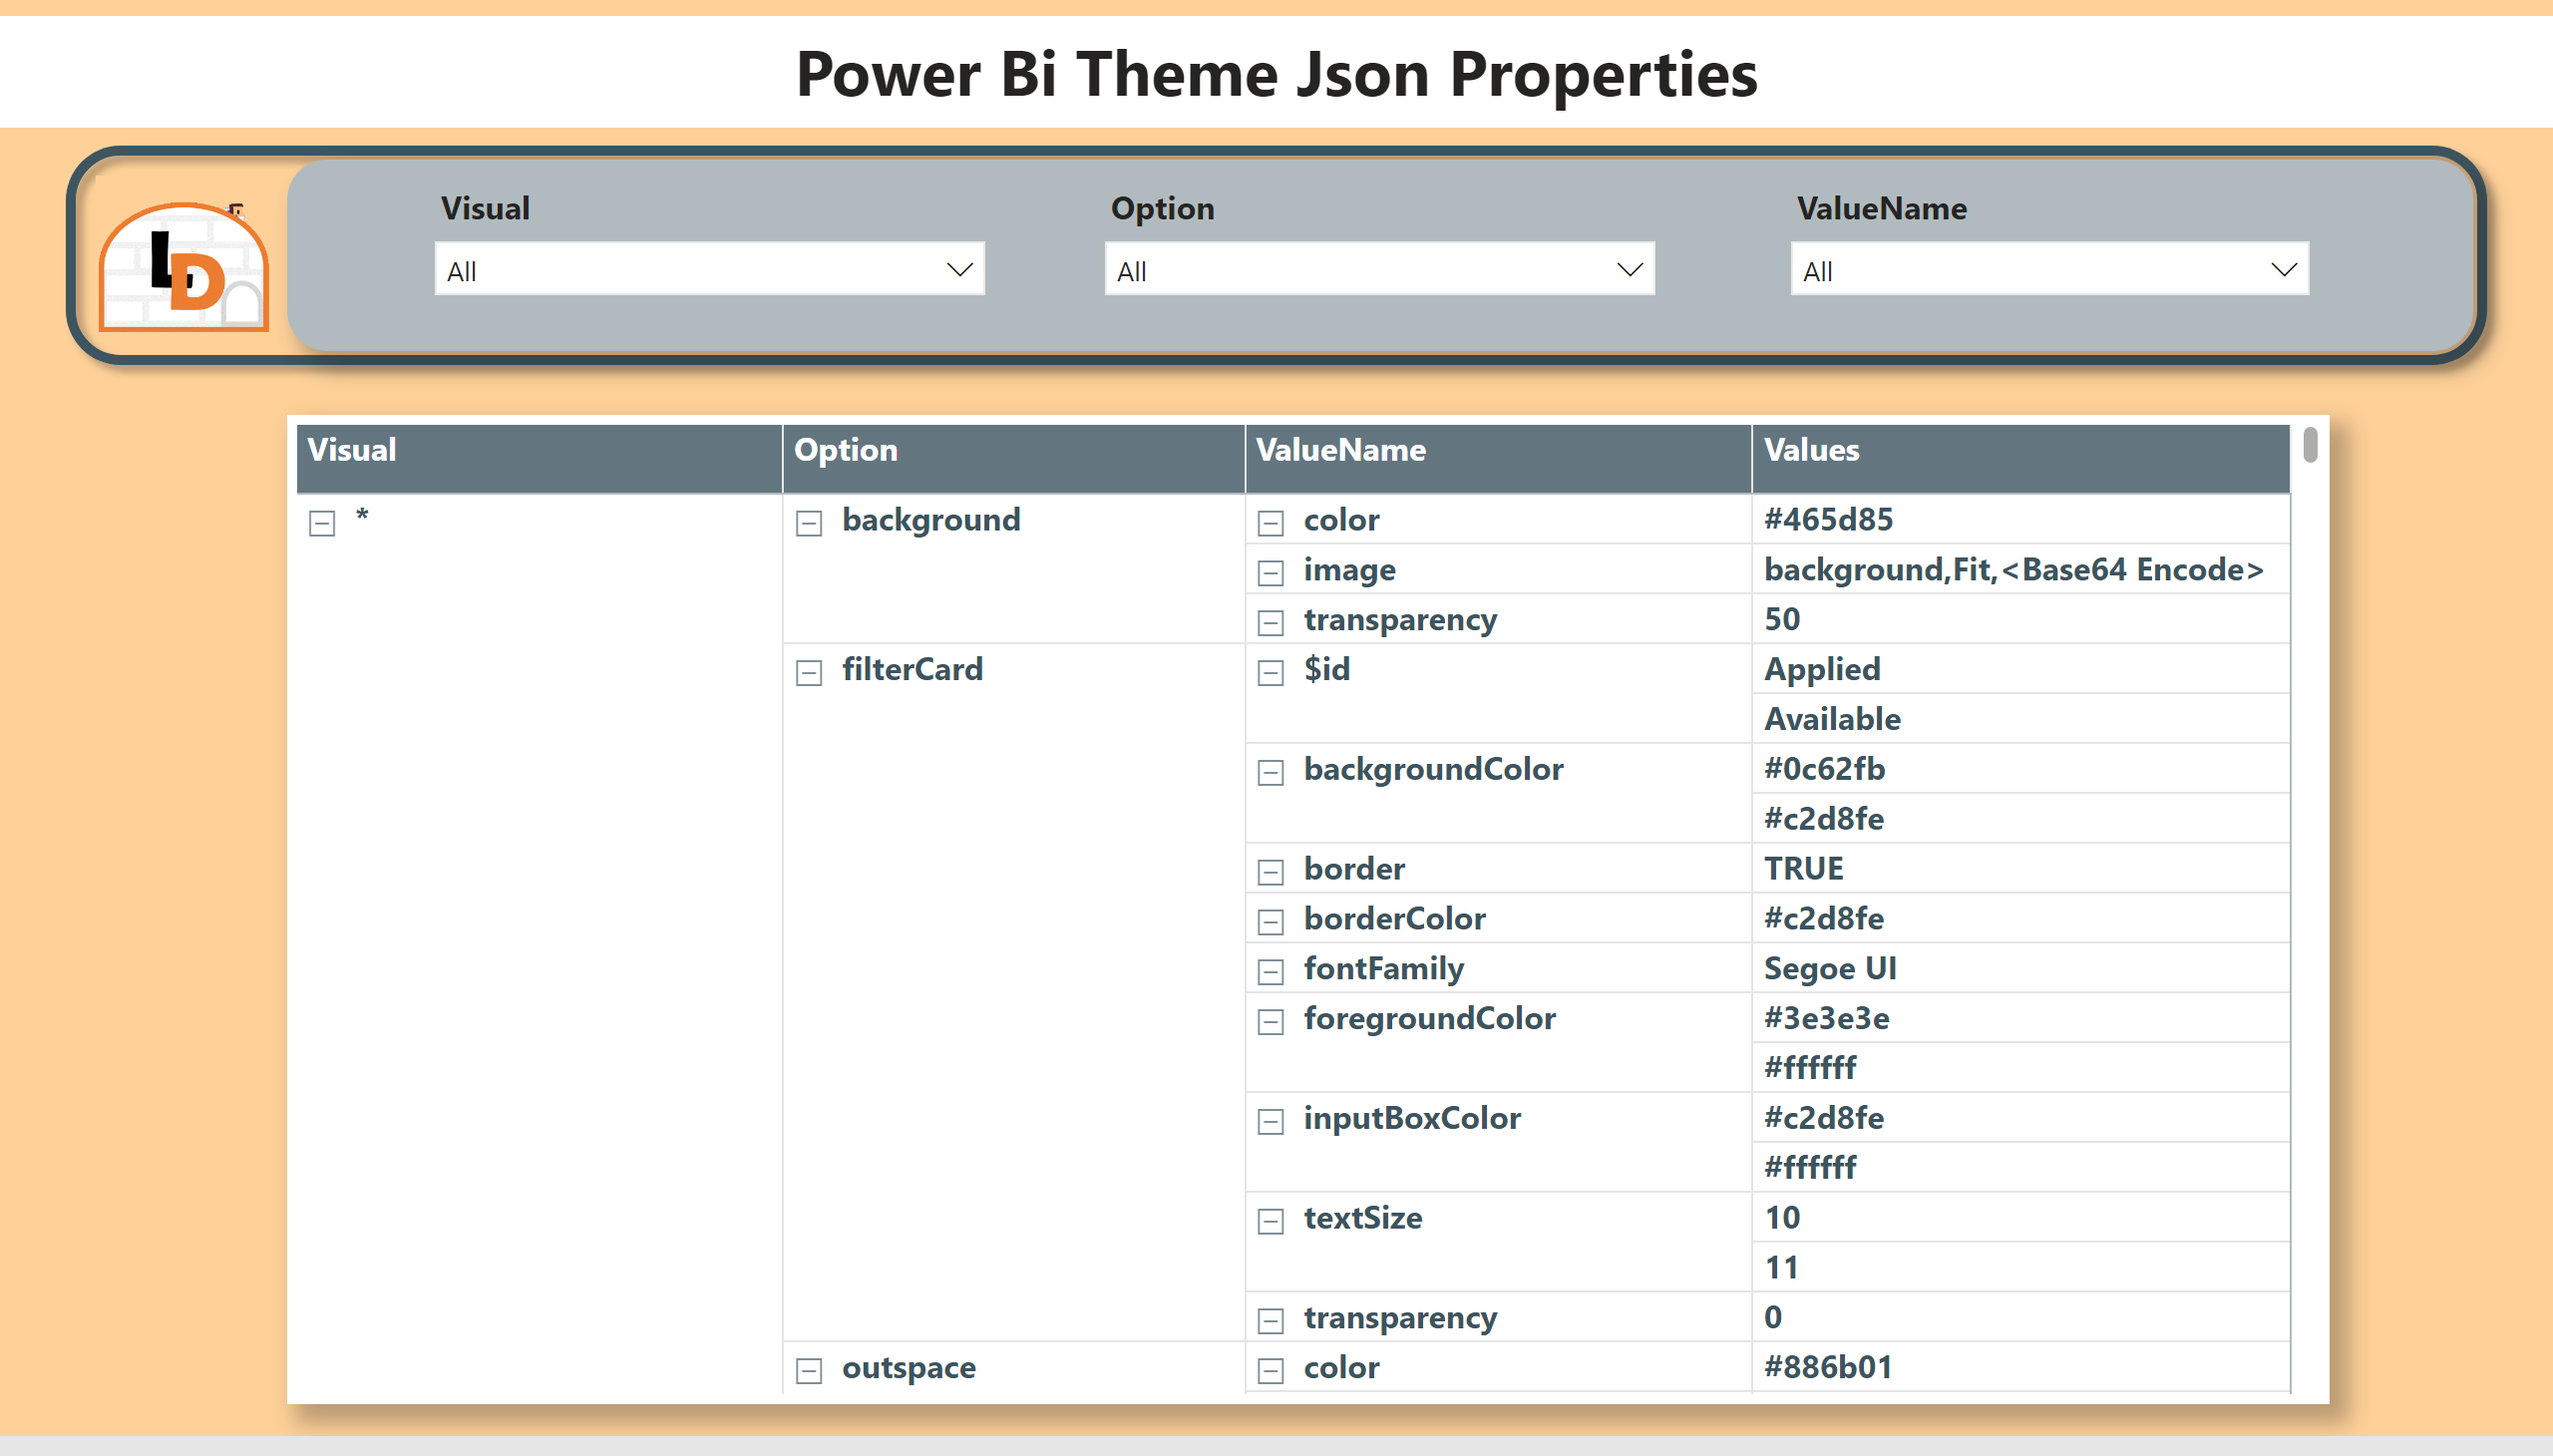 Power Bi Theme Json Properties
Visual Option ValueName
LD
All All All
Visual Option ValueName Values
* background color #465d85
image background,Fit,<Base64 Encode>
transparency 50
filterCard $id Applied
Available
backgroundColor #0c62fb
#c2d8fe
border TRUE
borderColor #c2d8fe
fontFamily Segoe UI
foregroundColor #3e3e3e
#ffffff
inputBoxColor #c2d8fe
#ffffff
textSize 10
11
transparency 0
outspace color #886b01